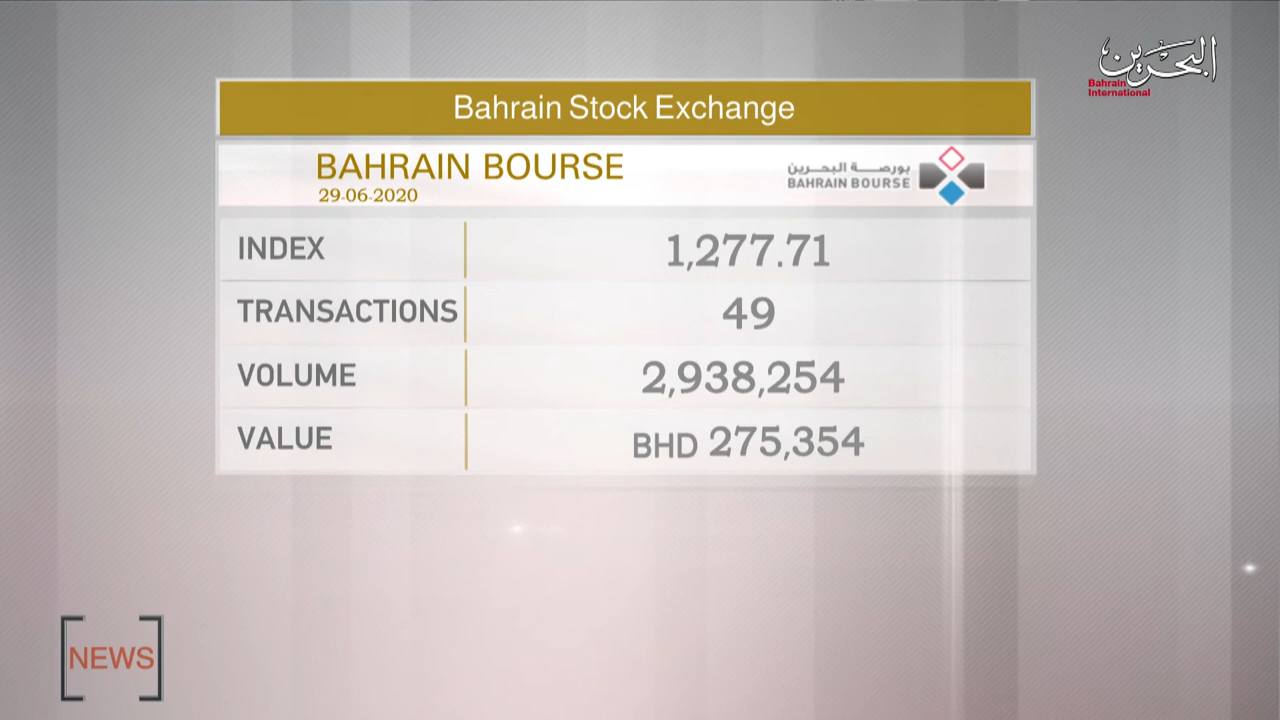 البحرين
Bahrain
International
Bahrain Stock Exchange
BAHRAIN BOURSE
29-06-2020
بورصة البحرين
BAHRAIN BOURSE
INDEX 1,277.71
TRANSACTIONS 49
VOLUME 2,938,254
VALUE BHD 275,354
NEWS